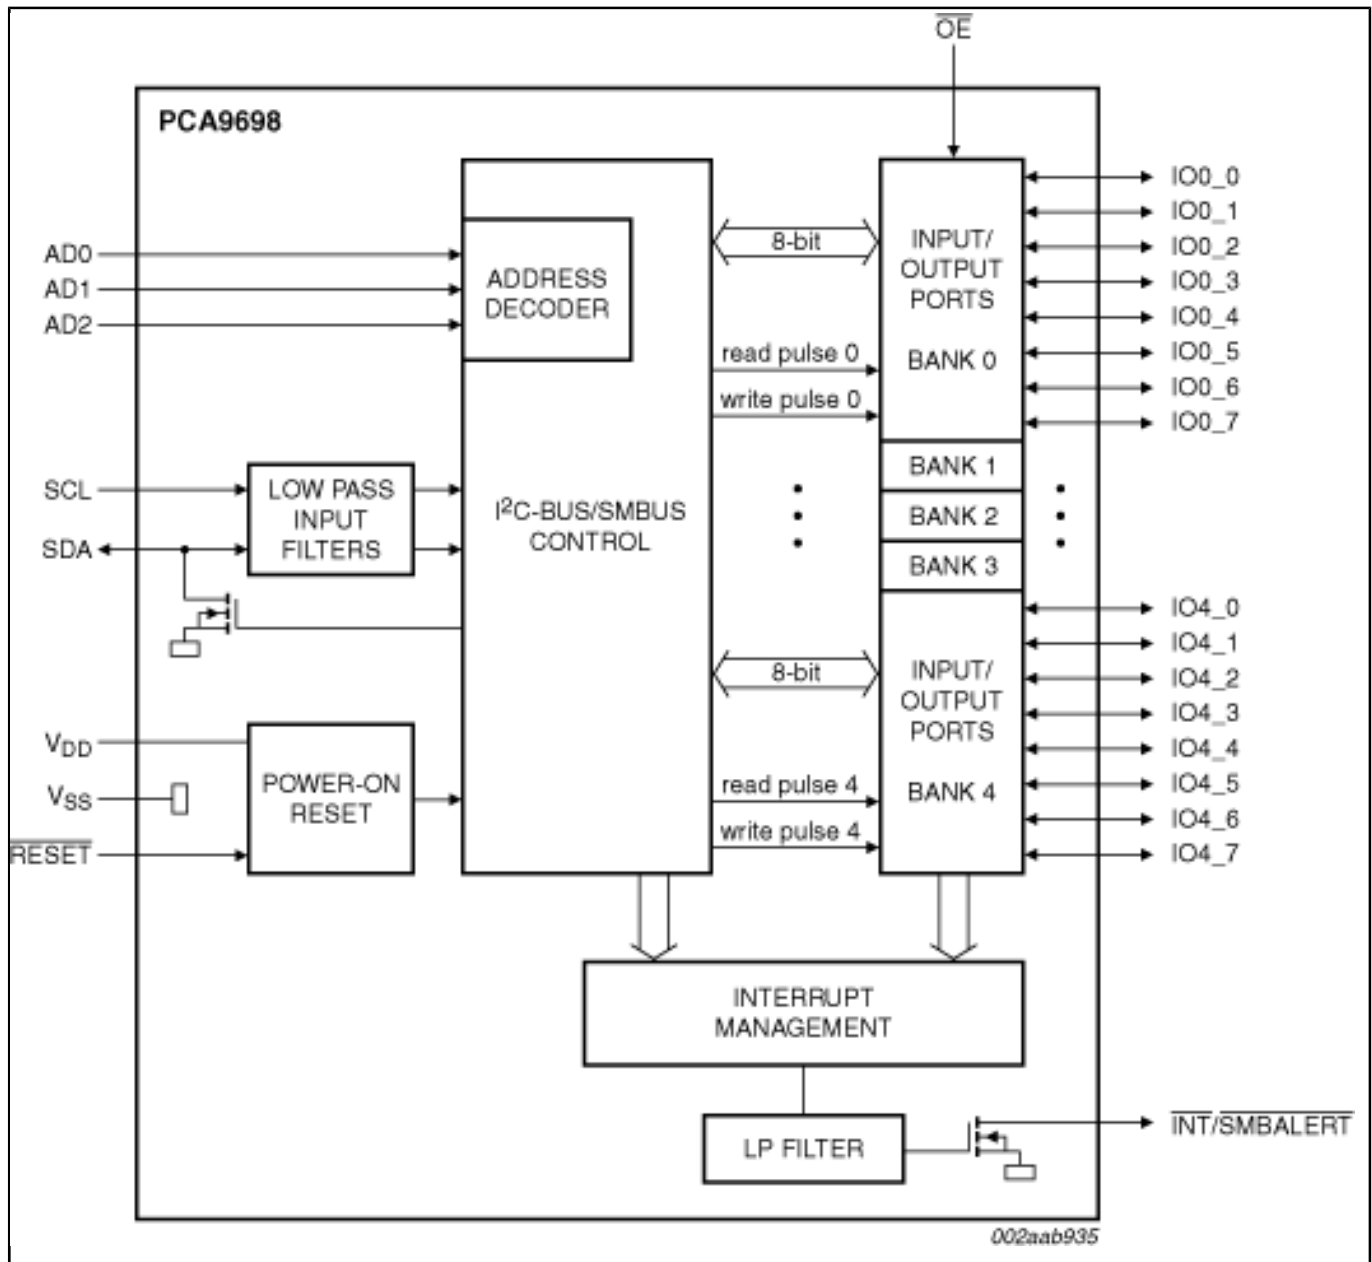 OE
PCA9698
AD0
AD1
AD2
ADDRESS
DECODER
8-bit
INPUT/
OUTPUT
PORTS
BANK 0
read pulse 0
write pulse 0
IO0_0
IO0_1
IO0_2
IO0_3
IO0_4
IO0_5
IO0_6
IO0_7
SCL
SDA
LOW PASS
INPUT
FILTERS
I²C-BUS/SMBUS
CONTROL
BANK 1
BANK 2
BANK 3
8-bit
INPUT/
OUTPUT
PORTS
BANK 4
read pulse 4
write pulse 4
IO4_0
IO4_1
IO4_2
IO4_3
IO4_4
IO4_5
IO4_6
IO4_7
VDD
VSS
RESET
POWER-ON
RESET
INTERRUPT
MANAGEMENT
LP FILTER
INT/SMBALERT
002aab935